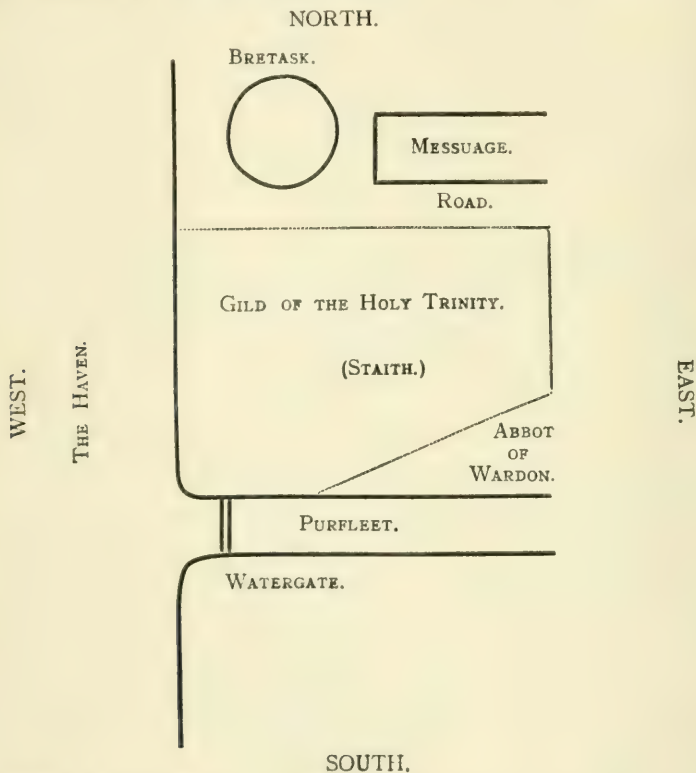 NORTH.
BRETASK.
MESSUAGE.
ROAD.
GILD OF THE HOLY TRINITY.
(STAITH.)
WEST.
THE HAVEN.
EAST.
ABBOT
OF
WARDON.
PURFLEET.
WATERGATE.
SOUTH.